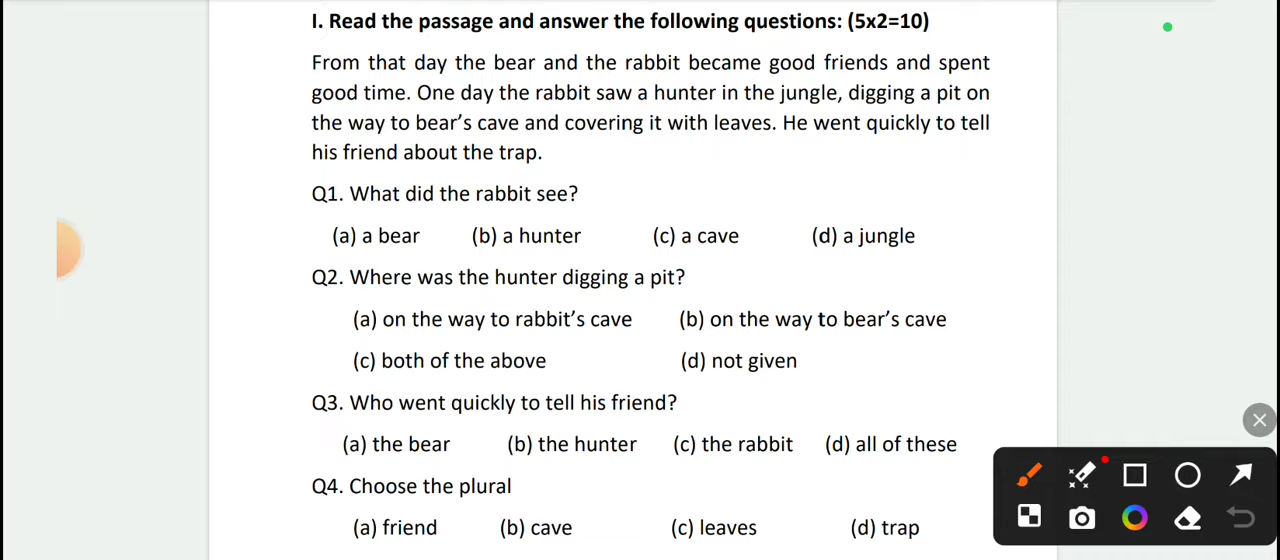 I. Read the passage and answer the following questions: (5x2=10)
From that day the bear and the rabbit became good friends and spent
good time. One day the rabbit saw a hunter in the jungle, digging a pit on
the way to bear’s cave and covering it with leaves. He went quickly to tell
his friend about the trap.
Q1. What did the rabbit see?
(a) a bear (b) a hunter (c) a cave (d) a jungle
Q2. Where was the hunter digging a pit?
(a) on the way to rabbit’s cave (b) on the way to bear’s cave
(c) both of the above (d) not given
Q3. Who went quickly to tell his friend?
(a) the bear (b) the hunter (c) the rabbit (d) all of these
Q4. Choose the plural
(a) friend (b) cave (c) leaves (d) trap